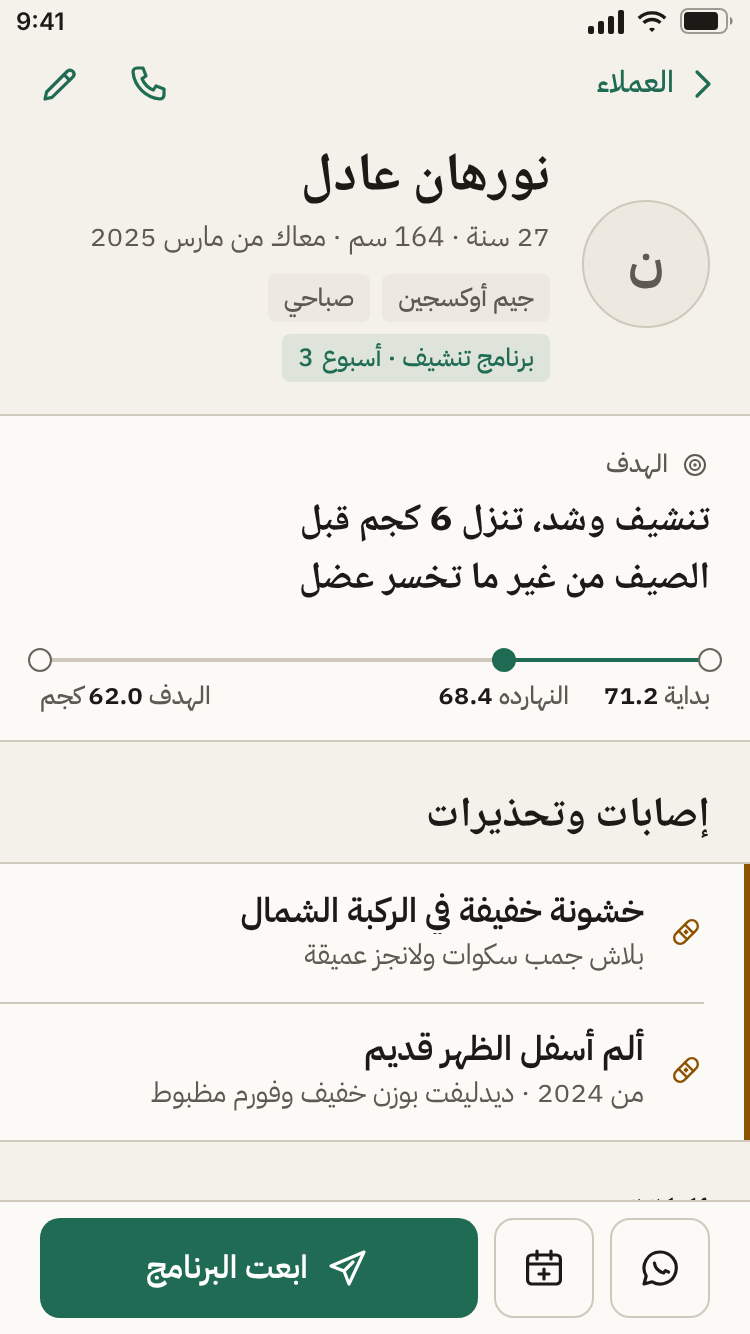 9:41
العملاء
نورهان عادل
27 سنة · 164 سم · معاك من مارس 2025
ن
جيم أوكسجين
صباحي
برنامج تنشيف · أسبوع 3
الهدف
تنشيف وشد، تنزل 6 كجم قبل
الصيف من غير ما تخسر عضل
بداية 71.2
النهارده 68.4
الهدف 62.0 كجم
إصابات وتحذيرات
خشونة خفيفة في الركبة الشمال
بلاش جمب سكوات ولانجز عميقة
ألم أسفل الظهر قديم
من 2024 · ديدليفت بوزن خفيف وفورم مظبوط
ابعت البرنامج